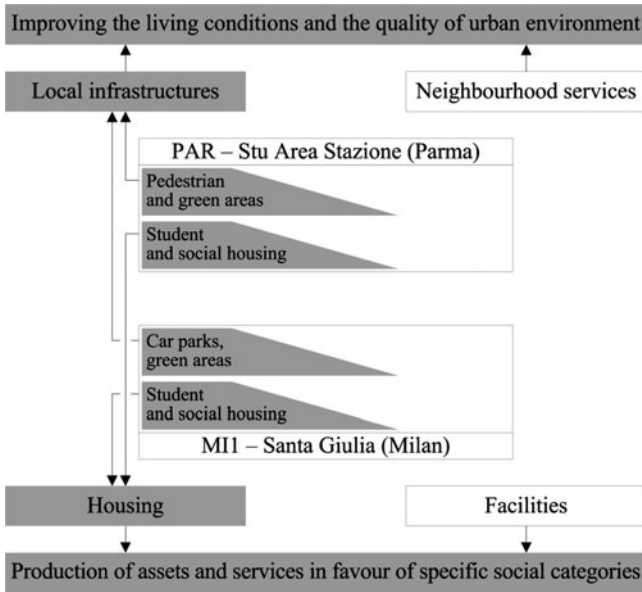 Improving the living conditions and the quality of urban environment
Local infrastructures
Neighbourhood services
PAR – Stu Area Stazione (Parma)
Pedestrian
and green areas
Student
and social housing
Car parks,
green areas
Student
and social housing
MI1 – Santa Giulia (Milan)
Housing
Facilities
Production of assets and services in favour of specific social categories